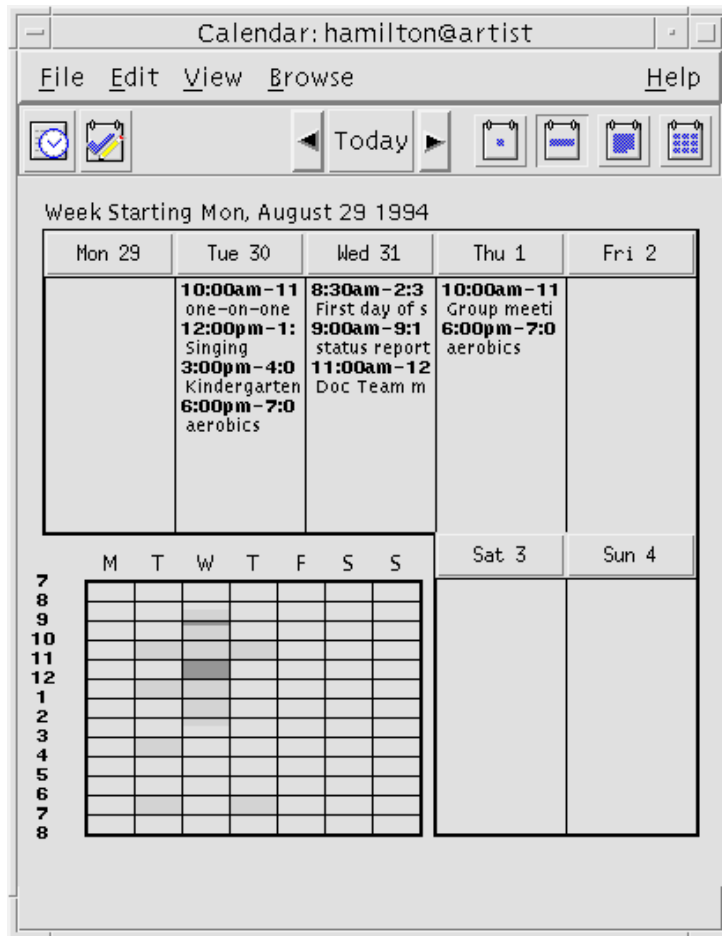 Calendar: hamilton@artist
File Edit View Browse Help
Today
Week Starting Mon, August 29 1994
Mon 29 Tue 30 Wed 31 Thu 1 Fri 2
10:00am-11 8:30am-2:3 10:00am-11
one-on-one First day of s Group meeti
12:00pm-1: 9:00am-9:1 6:00pm-7:0
Singing status report aerobics
3:00pm-4:0 11:00am-12
Kindergarten Doc Team m
6:00pm-7:0
aerobics
Sat 3 Sun 4
M T W T F S S
7
8
9
10
11
12
1
2
3
4
5
6
7
8